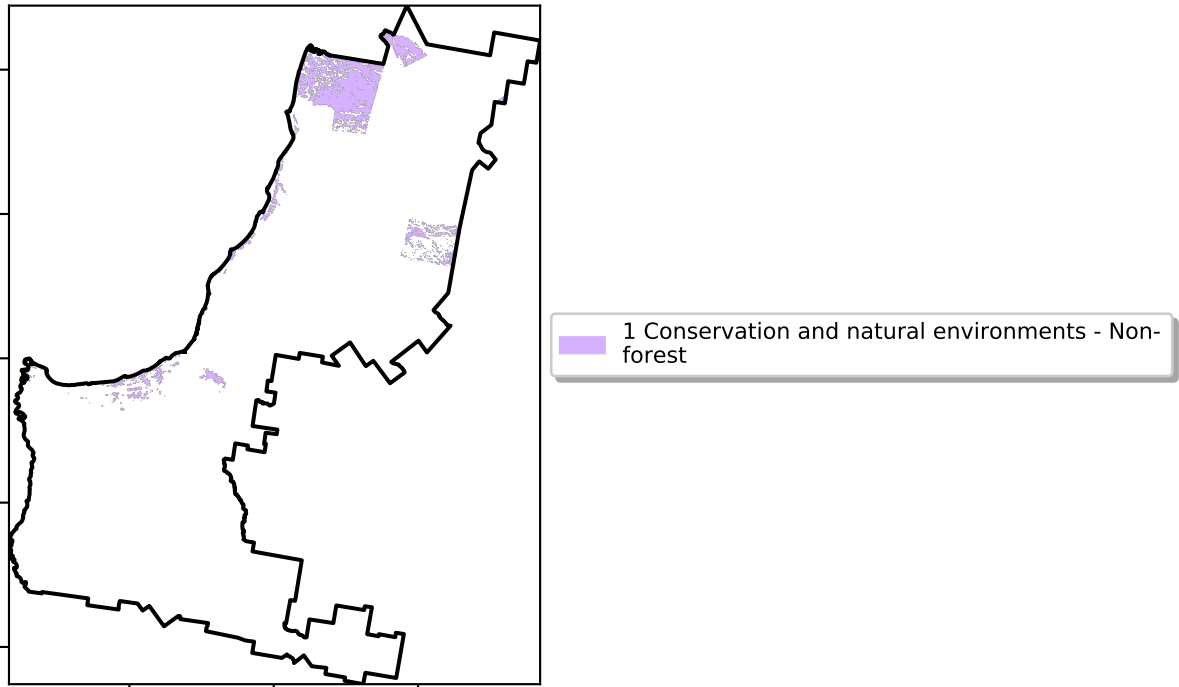 1 Conservation and natural environments - Non-
forest